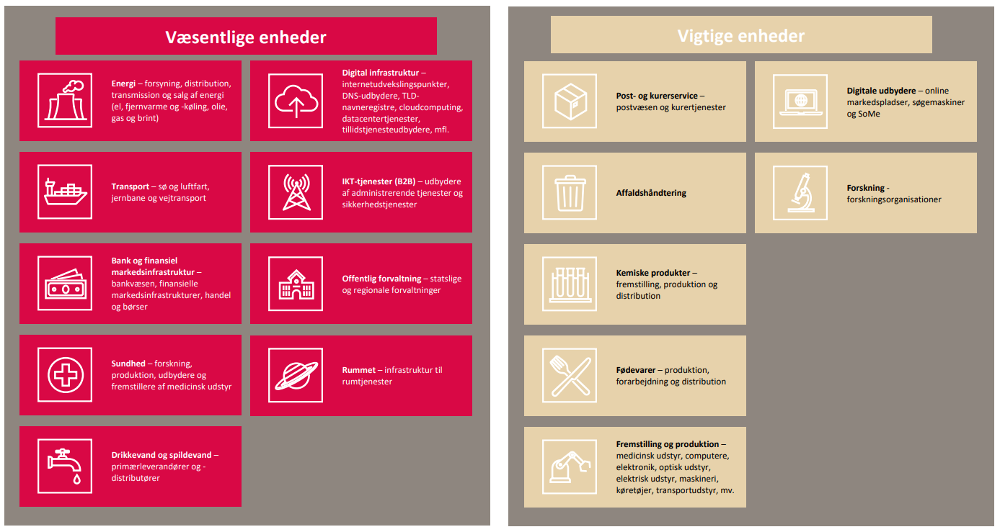 Væsentlige enheder
Energi – forsyning, distribution,
transmission og salg af energi
(el, fjernvarme og -køling, olie,
gas og brint)
Digital infrastruktur –
internetudvekslingspunkter,
DNS-udbydere, TLD-
navneregistre, cloudcomputing,
datacentertjenester,
tillidstjenesteudbydere, mfl.
Transport – sø og luftfart,
jernbane og vejtransport
IKT-tjenester (B2B) – udbydere
af administrerende tjenester og
sikkerhedstjenester
Bank og finansiel
markedsinfrastruktur –
bankvæsen, finansielle
markedsinfrastrukturer, handel
og børser
Offentlig forvaltning – statslige
og regionale forvaltninger
Sundhed – forskning,
produktion, udbydere og
fremstillere af medicinsk udstyr
Rummet – infrastruktur til
rumtjenester
Drikkevand og spildevand –
primærleverandører og -
distributører
Vigtige enheder
Post- og kurerservice –
postvæsen og kurertjenester
Digitale udbydere – online
markedspladser, søgemaskiner
og SoMe
Affaldshåndtering
Forskning -
forskningsorganisationer
Kemiske produkter –
fremstilling, produktion og
distribution
Fødevarer – produktion,
forarbejdning og distribution
Fremstilling og produktion –
medicinsk udstyr, computere,
elektronik, optisk udstyr,
elektrisk udstyr, maskineri,
køretøjer, transportudstyr, mv.